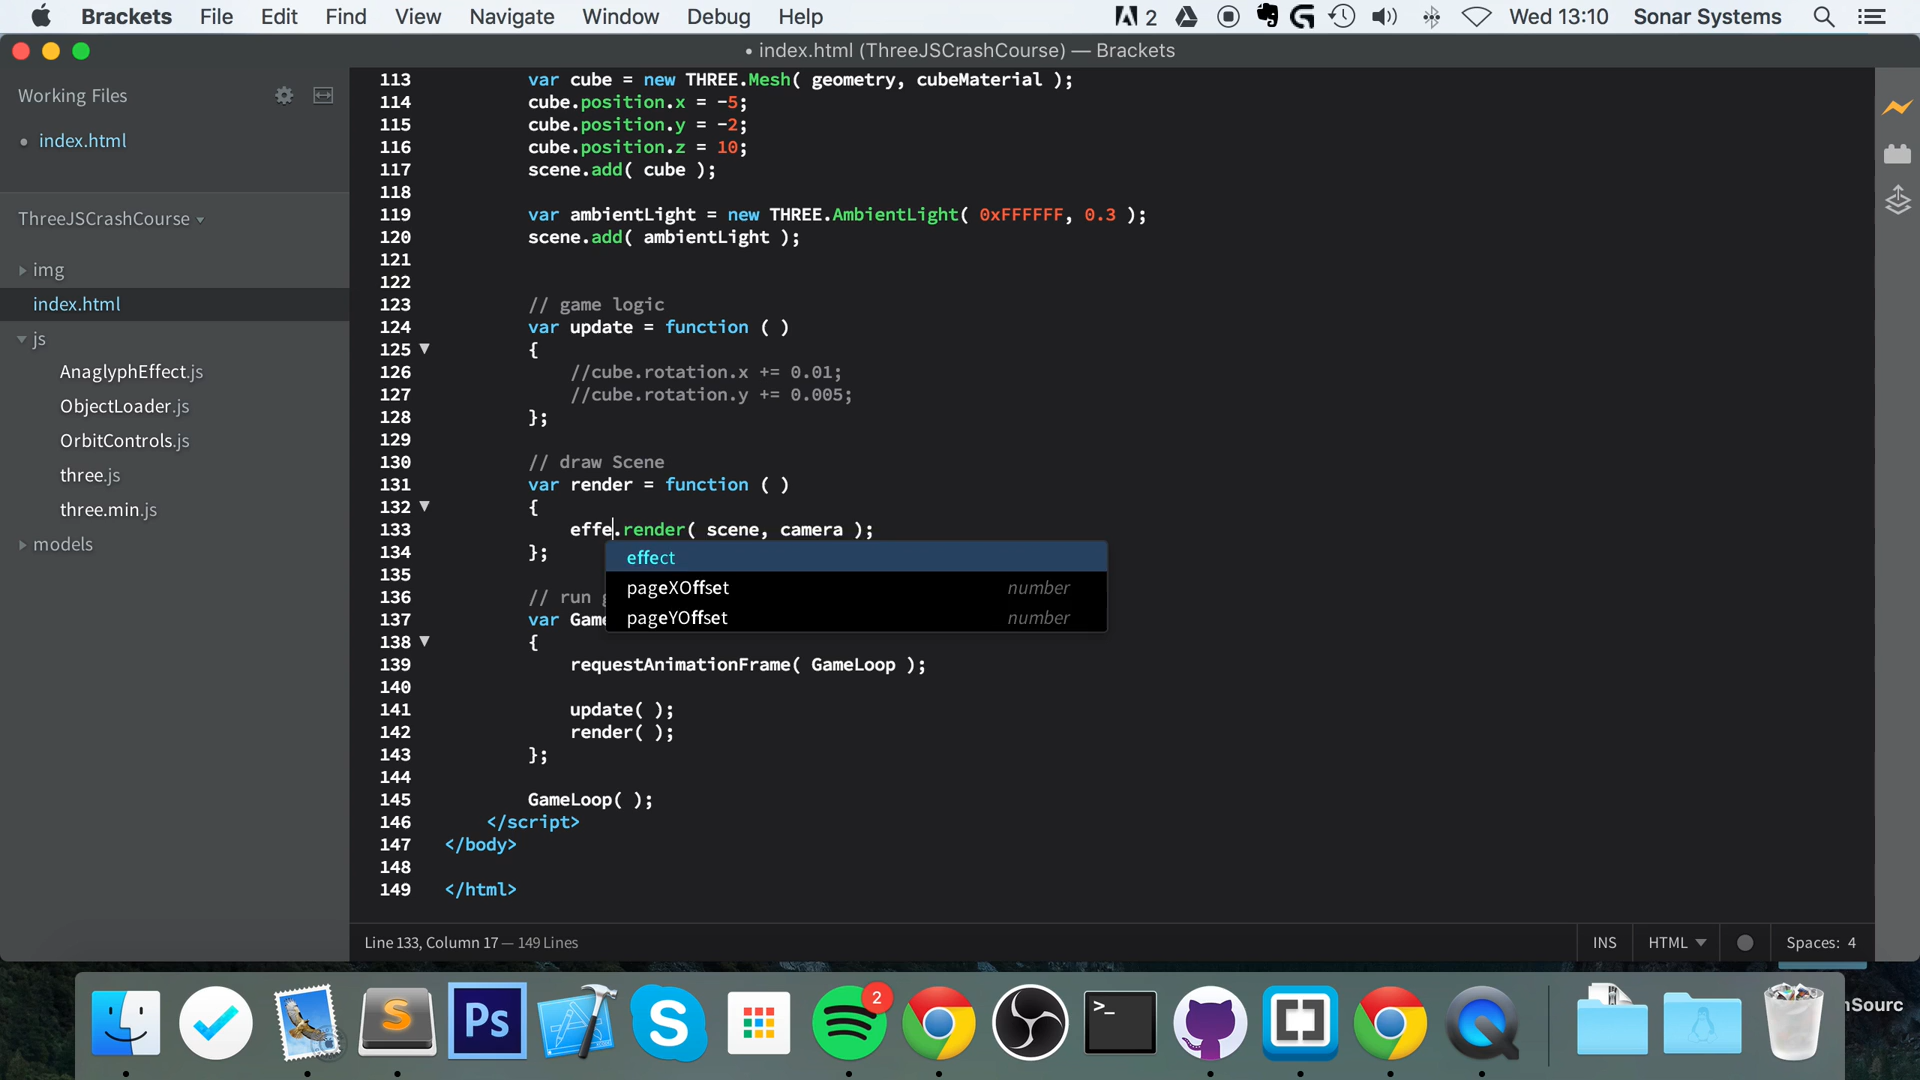 Brackets File Edit Find View Navigate Window Debug Help 2 Wed 13:10 Sonar Systems
• index.html (ThreeJSCrashCourse) — Brackets
Working Files
• index.html
ThreeJSCrashCourse
img
index.html
js
AnaglyphEffect.js
ObjectLoader.js
OrbitControls.js
three.js
three.min.js
models
113 var cube = new THREE.Mesh( geometry, cubeMaterial );
114 cube.position.x = -5;
115 cube.position.y = -2;
116 cube.position.z = 10;
117 scene.add( cube );
118
119 var ambientLight = new THREE.AmbientLight( 0xFFFFFF, 0.3 );
120 scene.add( ambientLight );
121
122
123 // game logic
124 var update = function ( )
125 {
126 //cube.rotation.x += 0.01;
127 //cube.rotation.y += 0.005;
128 };
129
130 // draw Scene
131 var render = function ( )
132 {
133 effe.render( scene, camera );
134 };
effect
135
pageXOffset number
136 // run g
137 var Game
pageYOffset number
138 {
139 requestAnimationFrame( GameLoop );
140
141 update( );
142 render( );
143 };
144
145 GameLoop( );
146 </script>
147 </body>
148
149 </html>
Line 133, Column 17 — 149 Lines INS HTML Spaces: 4
S
Ps
S
2
>_
nSourc